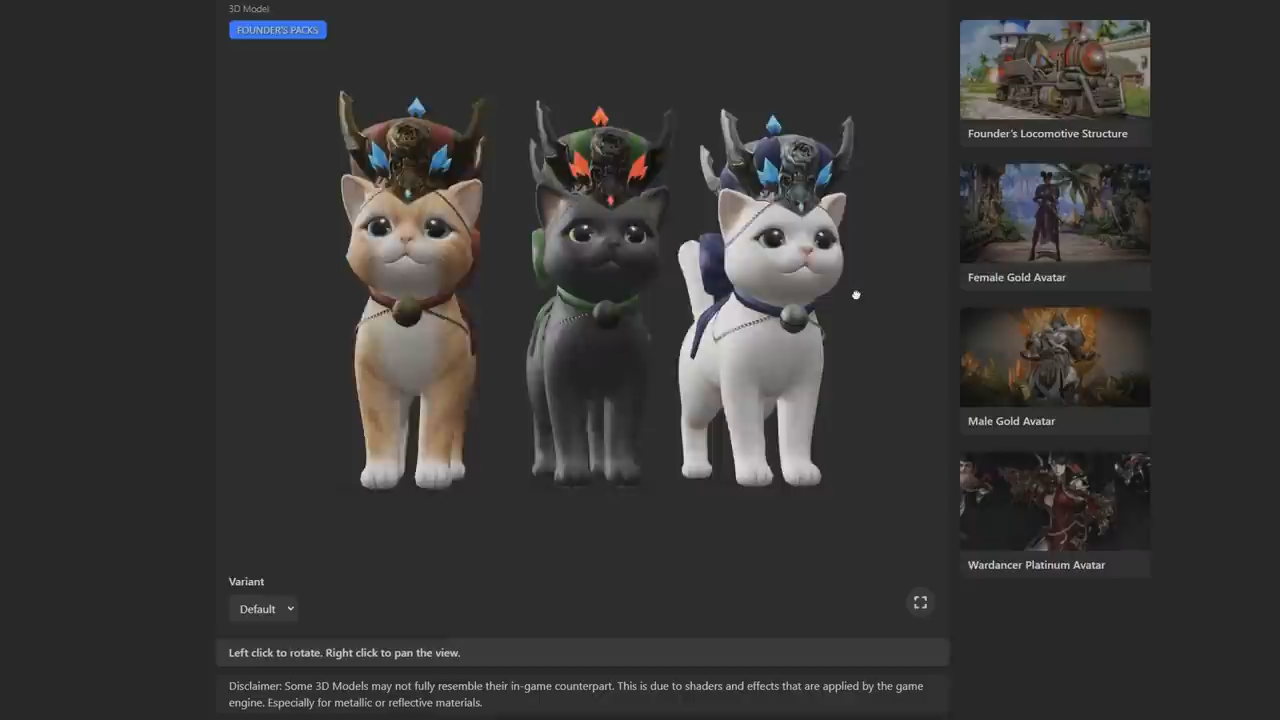 3D Model
FOUNDER'S PACKS
Founder's Locomotive Structure
Female Gold Avatar
Male Gold Avatar
Wardancer Platinum Avatar
Variant
Default
Left click to rotate. Right click to pan the view.
Disclaimer: Some 3D Models may not fully resemble their in-game counterpart. This is due to shaders and effects that are applied by the game
engine. Especially for metallic or reflective materials.